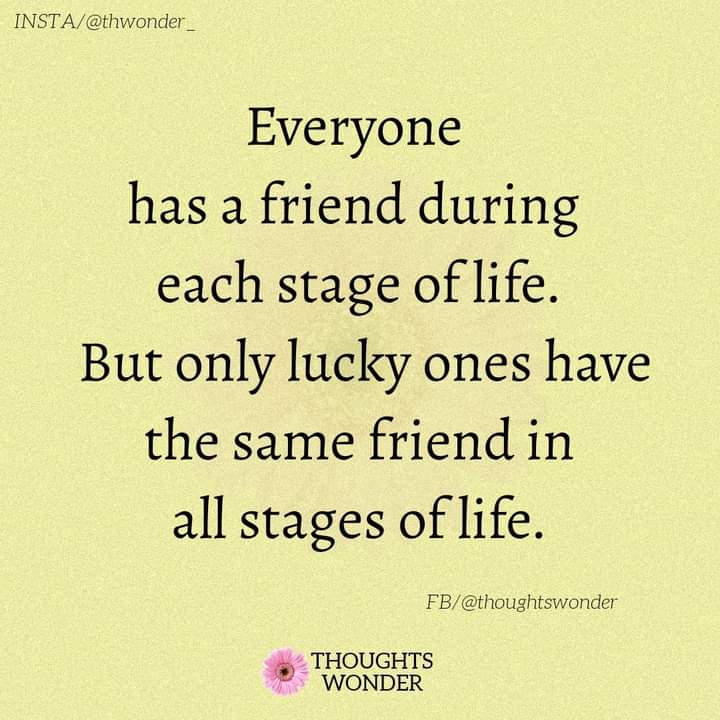 INSTA/@thwonder_
Everyone
has a friend during
each stage of life.
But only lucky ones have
the same friend in
all stages of life.
FB/@thoughtswonder
THOUGHTS
WONDER